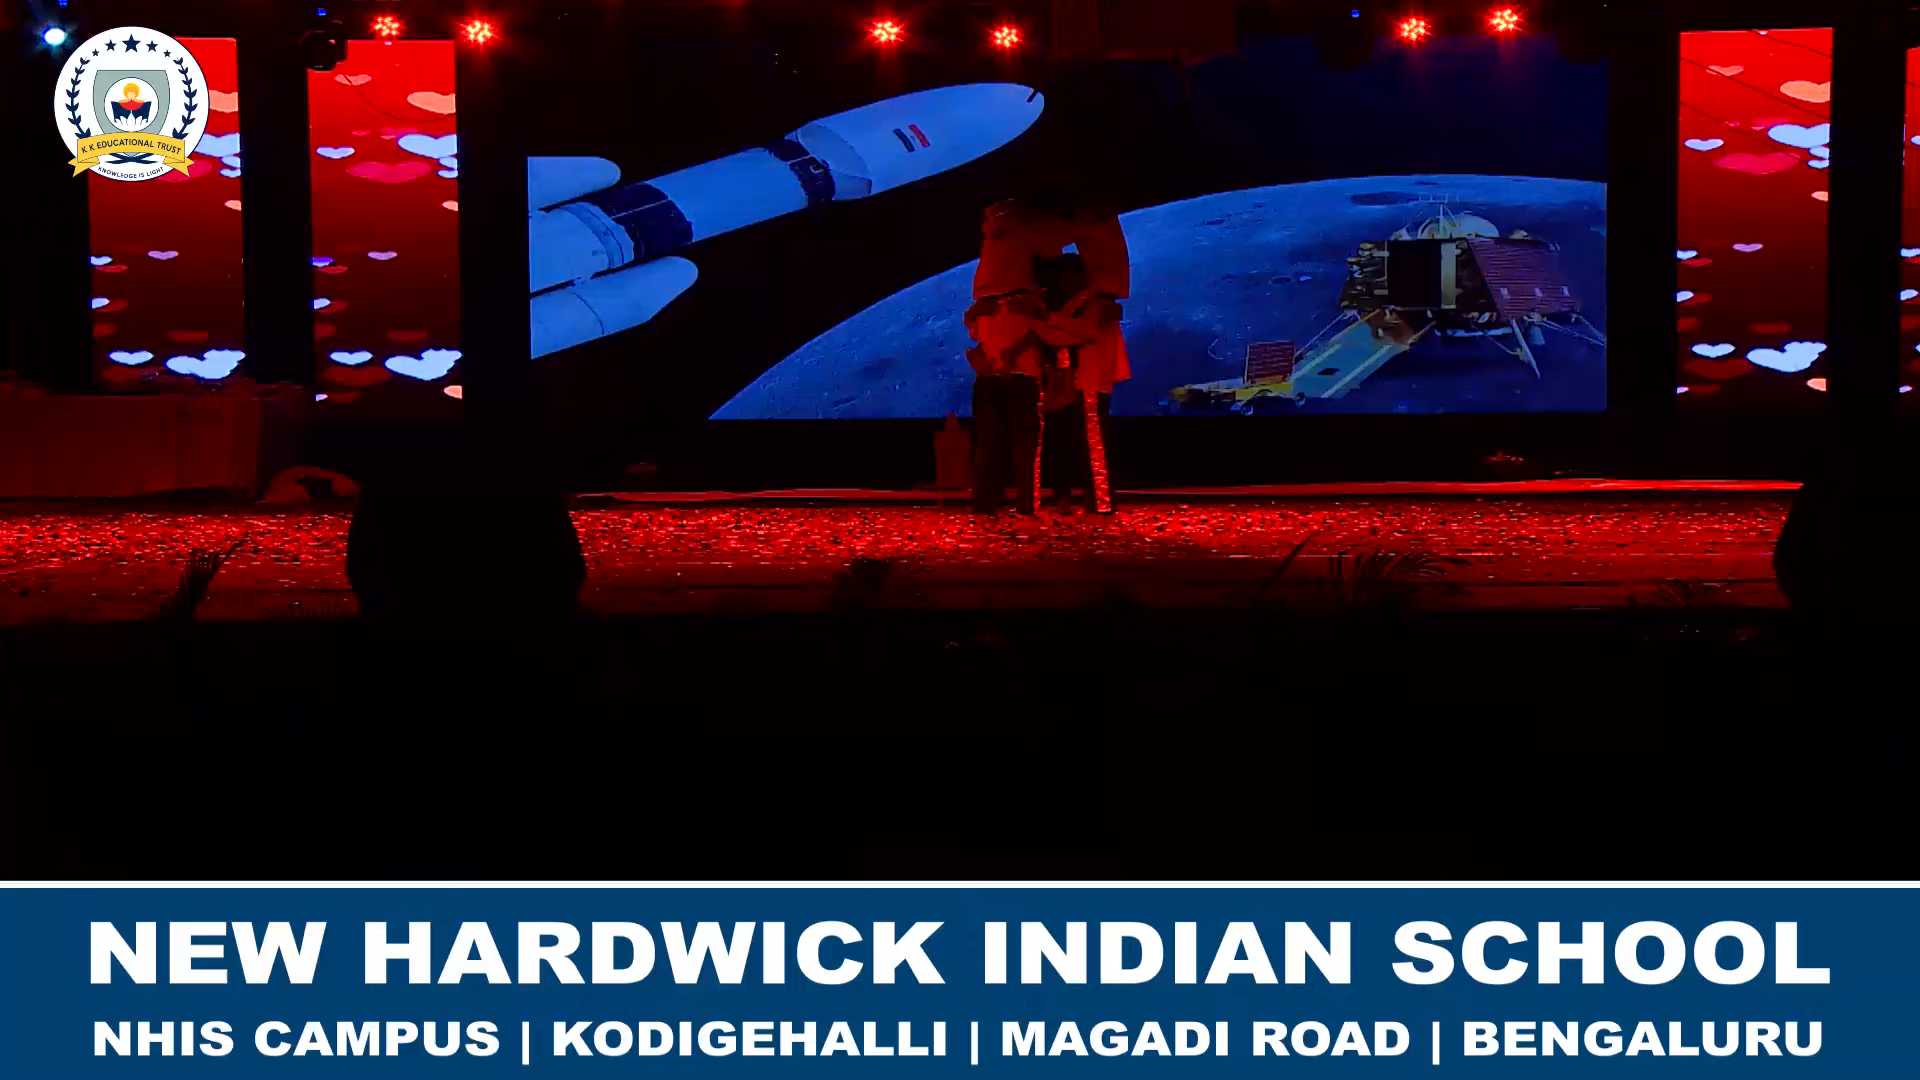 K K EDUCATIONAL TRUST
KNOWLEDGE IS LIGHT
NEW HARDWICK INDIAN SCHOOL
NHIS CAMPUS | KODIGEHALLI | MAGADI ROAD | BENGALURU